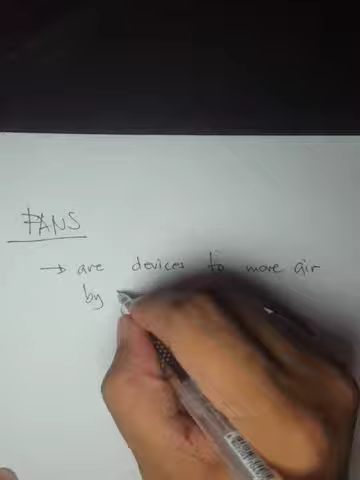 FANS
→ are devices to move air
by